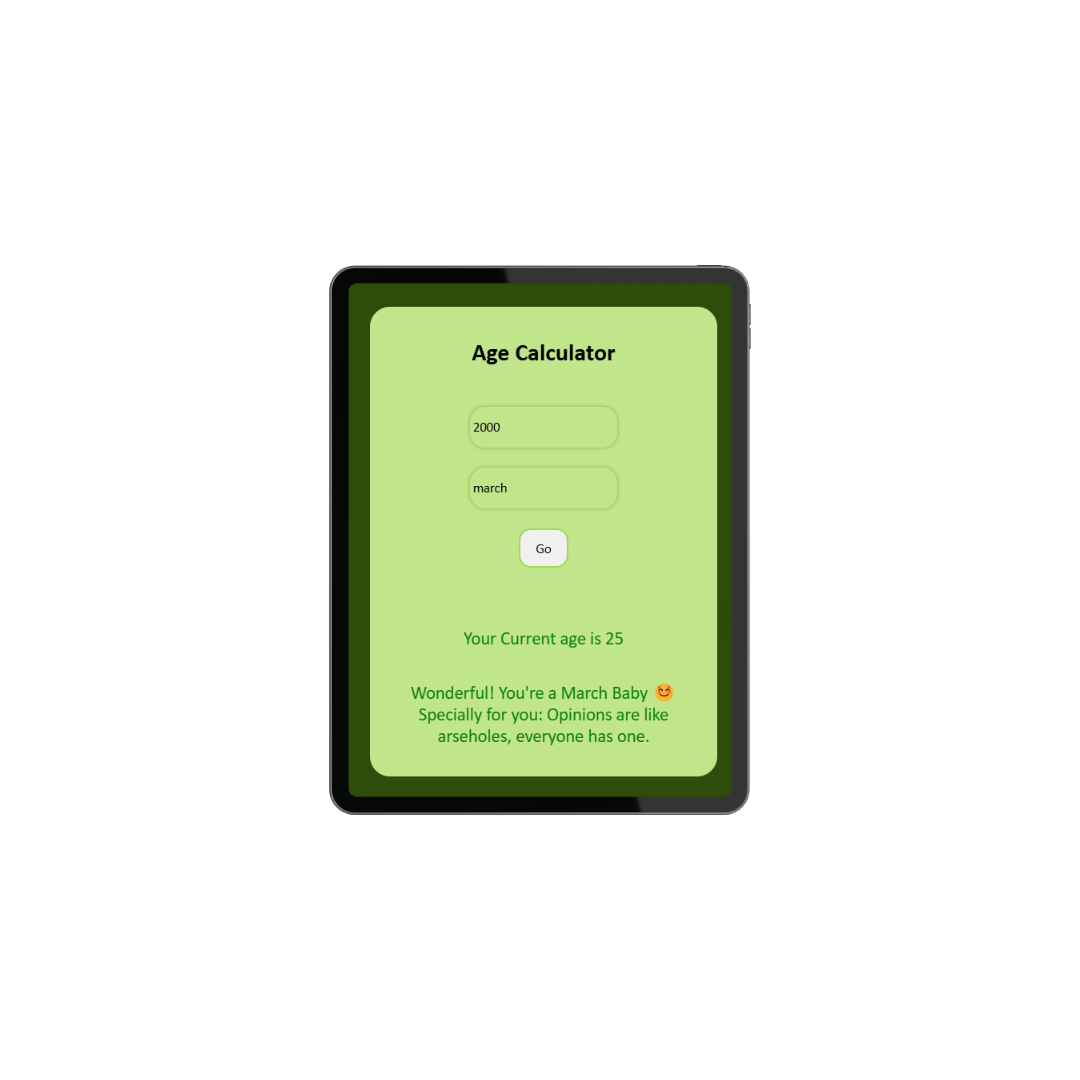 Age Calculator
2000
march
Go
Your Current age is 25
Wonderful! You're a March Baby 😊
Specially for you: Opinions are like
arseholes, everyone has one.